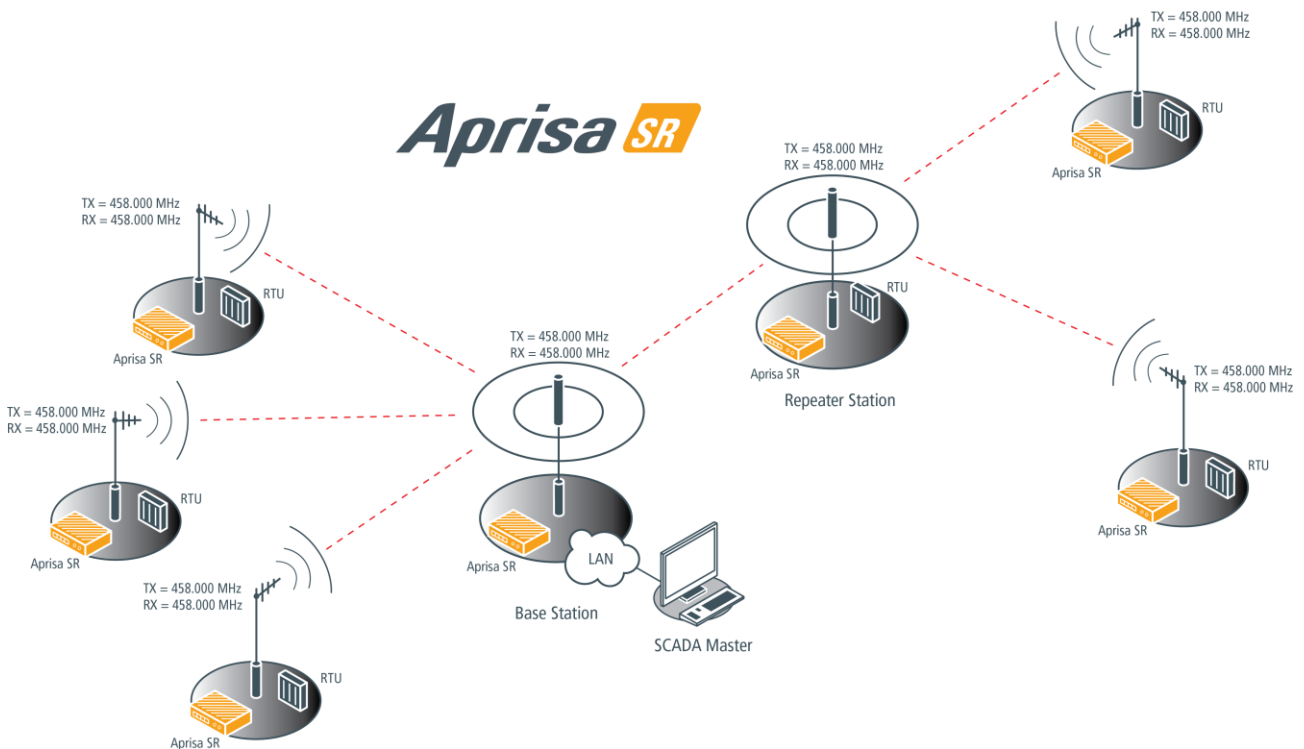 TX = 458.000 MHz
RX = 458.000 MHz
RTU
Aprisa SR
Aprisa SR
TX = 458.000 MHz
RX = 458.000 MHz
RTU
Aprisa SR
Repeater Station
TX = 458.000 MHz
RX = 458.000 MHz
RTU
Aprisa SR
TX = 458.000 MHz
RX = 458.000 MHz
Aprisa SR
LAN
Base Station
SCADA Master
TX = 458.000 MHz
RX = 458.000 MHz
RTU
Aprisa SR
TX = 458.000 MHz
RX = 458.000 MHz
RTU
Aprisa SR
TX = 458.000 MHz
RX = 458.000 MHz
RTU
Aprisa SR